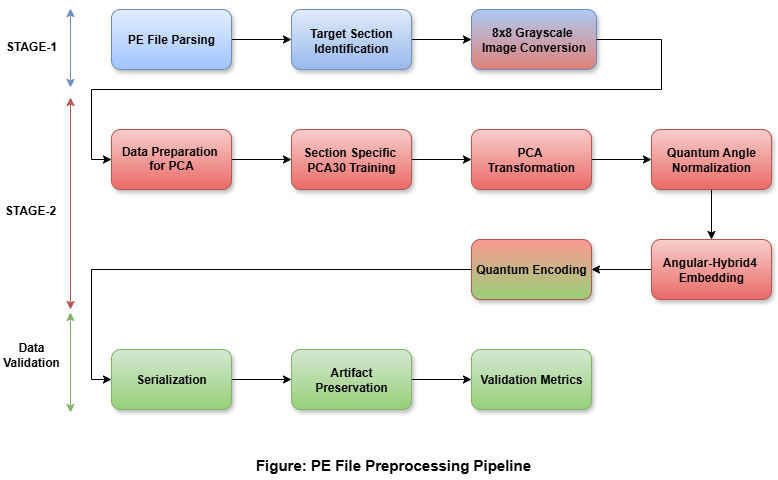 STAGE-1
PE File Parsing
Target Section
Identification
8x8 Grayscale
Image Conversion
STAGE-2
Data Preparation
for PCA
Section Specific
PCA30 Training
PCA
Transformation
Quantum Angle
Normalization
Angular-Hybrid4
Embedding
Quantum Encoding
Data
Validation
Serialization
Artifact
Preservation
Validation Metrics
Figure: PE File Preprocessing Pipeline